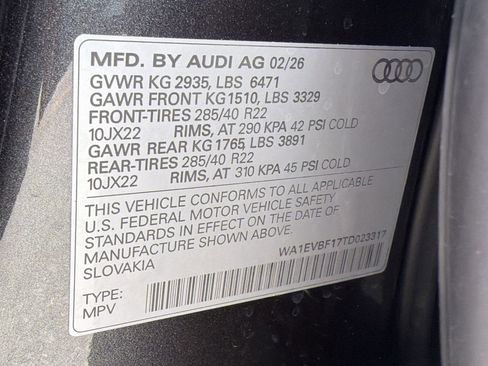 MFD. BY AUDI AG 02/26
GVWR KG 2935, LBS 6471
GAWR FRONT KG1510, LBS 3329
FRONT-TIRES 285/40 R22
10JX22 RIMS, AT 290 KPA 42 PSI COLD
GAWR REAR KG 1765, LBS 3891
REAR-TIRES 285/40 R22
10JX22 RIMS, AT 310 KPA 45 PSI COLD
THIS VEHICLE CONFORMS TO ALL APPLICABLE
U.S. FEDERAL MOTOR VEHICLE SAFETY
STANDARDS IN EFFECT ON THE DATE OF
MANUFACTURE SHOWN ABOVE.
SLOVAKIA
WA1EVBF17TD023317
TYPE:
MPV